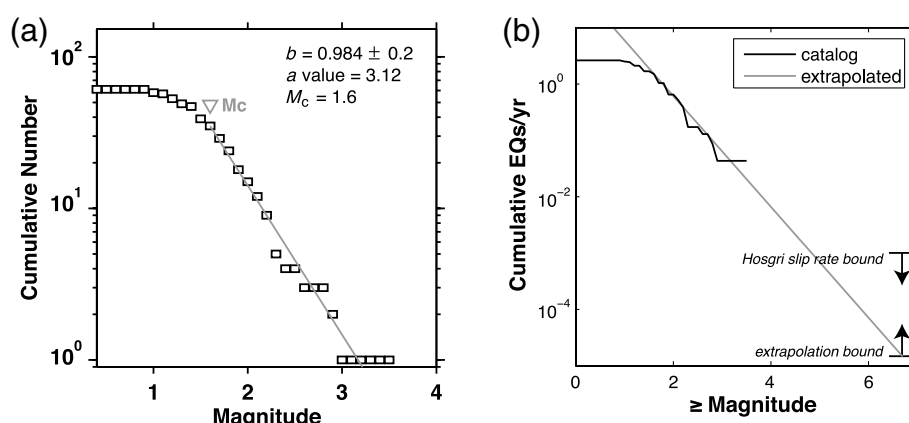 (a)
10²
10¹
10⁰
Cumulative Number
b = 0.984 ± 0.2
a value = 3.12
Mc = 1.6
Mc
1 2 3 4
Magnitude
(b)
catalog
extrapolated
10⁰
10⁻²
10⁻⁴
Cumulative EQs/yr
Hosgri slip rate bound
extrapolation bound
0 2 4 6
≥ Magnitude